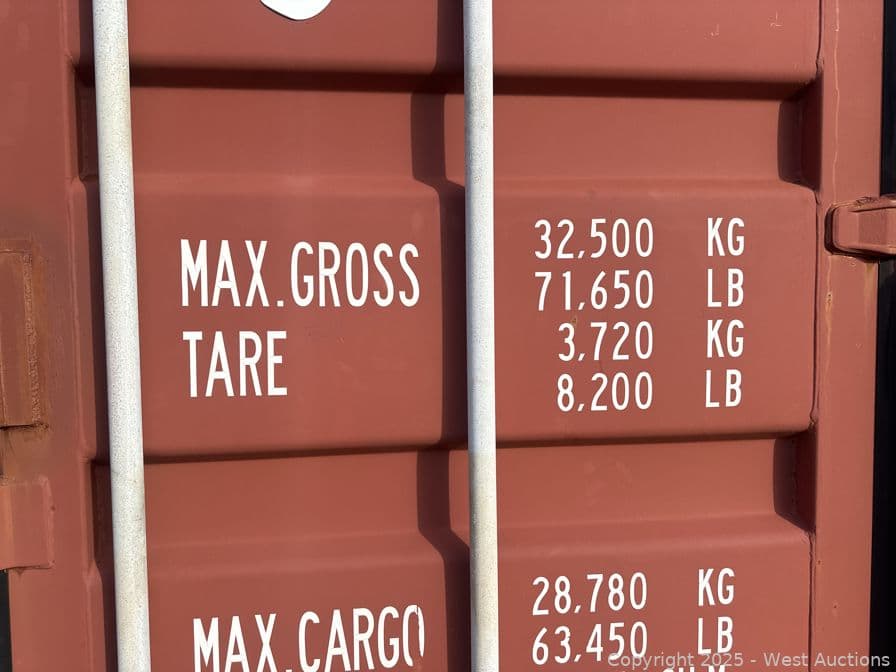 MAX.GROSS 32,500 KG
71,650 LB
TARE 3,720 KG
8,200 LB
MAX.CARGO 28,780 KG
63,450 LB
Copyright 2025 - West Auctions